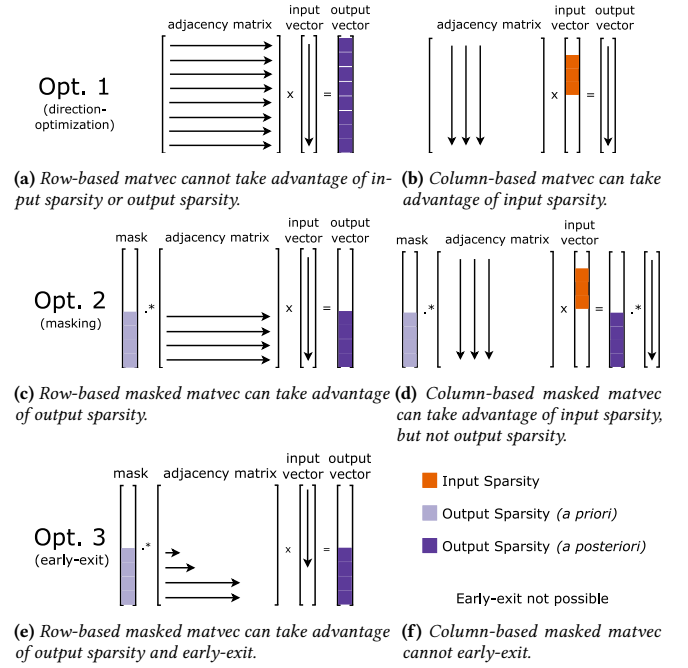 adjacency matrix
input vector
output vector
input vector
output vector
adjacency matrix
Opt. 1
(direction-
optimization)
x
=
x
=
(a) Row-based matvec cannot take advantage of in-
put sparsity or output sparsity.
(b) Column-based matvec can take
advantage of input sparsity.
mask
adjacency matrix
input
vector
output
vector
mask
adjacency matrix
input
vector
Opt. 2
(masking)
.*
x
=
.*
x
=
.*
(c) Row-based masked matvec can take advantage
of output sparsity.
(d) Column-based masked matvec
can take advantage of input sparsity,
but not output sparsity.
mask
adjacency matrix
input
vector
output
vector
Opt. 3
(early-exit)
.*
x
=
Input Sparsity
Output Sparsity (a priori)
Output Sparsity (a posteriori)
Early-exit not possible
(e) Row-based masked matvec can take advantage
of output sparsity and early-exit.
(f) Column-based masked matvec
cannot early-exit.